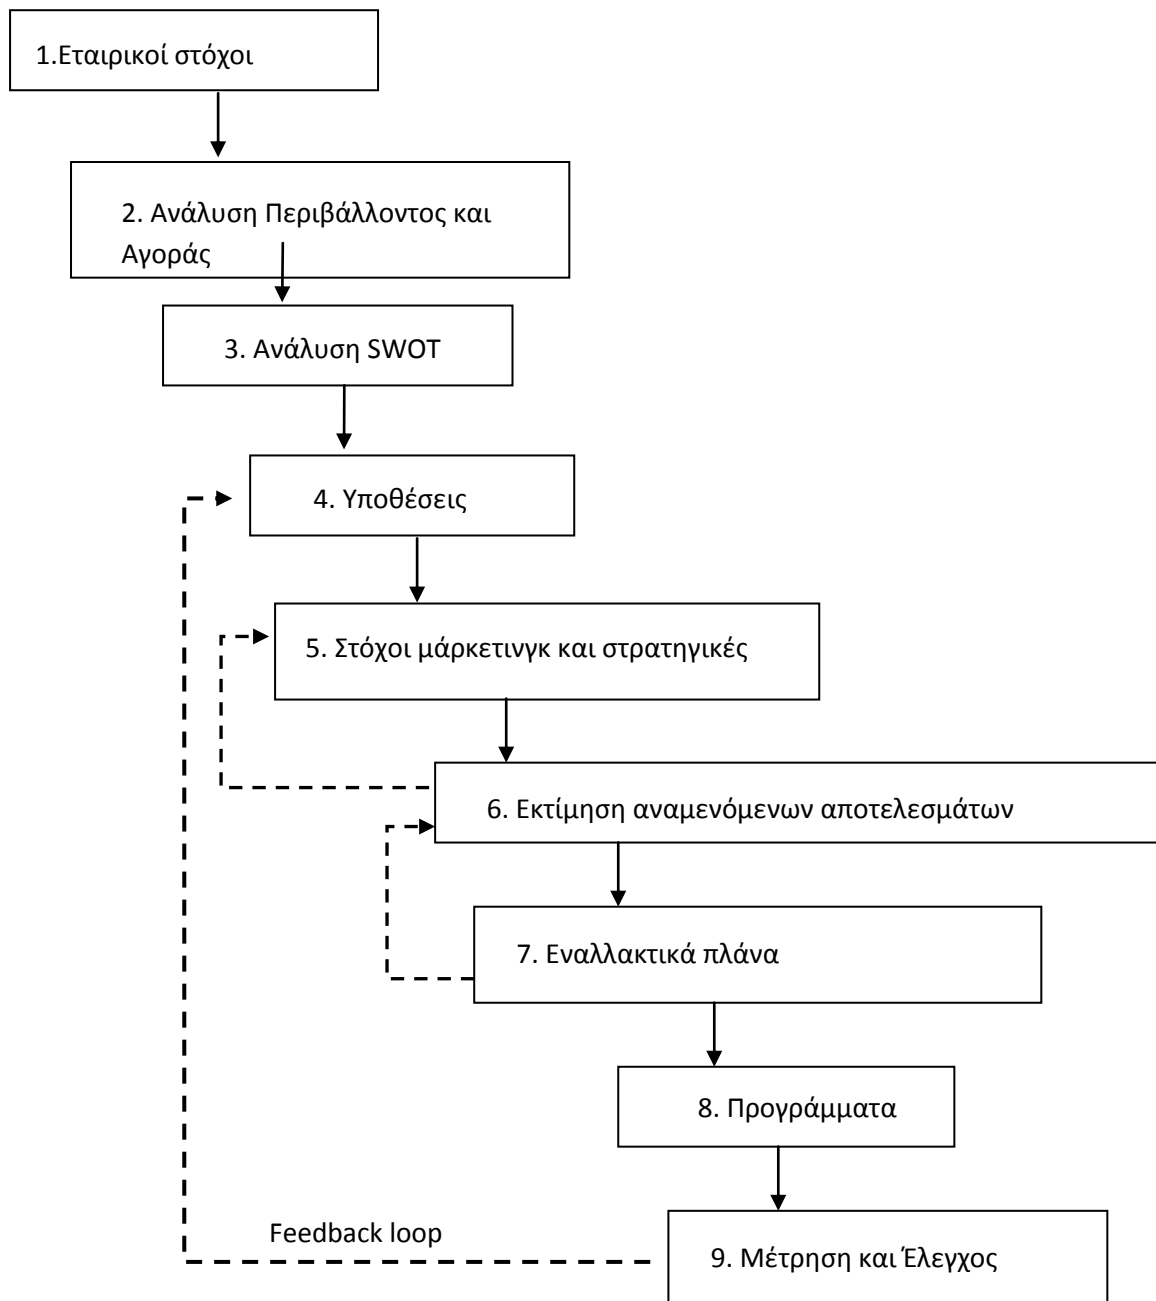 1.Εταιρικοί στόχοι
2. Ανάλυση Περιβάλλοντος και
Αγοράς
3. Ανάλυση SWOT
4. Υποθέσεις
5. Στόχοι μάρκετινγκ και στρατηγικές
6. Εκτίμηση αναμενόμενων αποτελεσμάτων
7. Εναλλακτικά πλάνα
8. Προγράμματα
Feedback loop
9. Μέτρηση και Έλεγχος